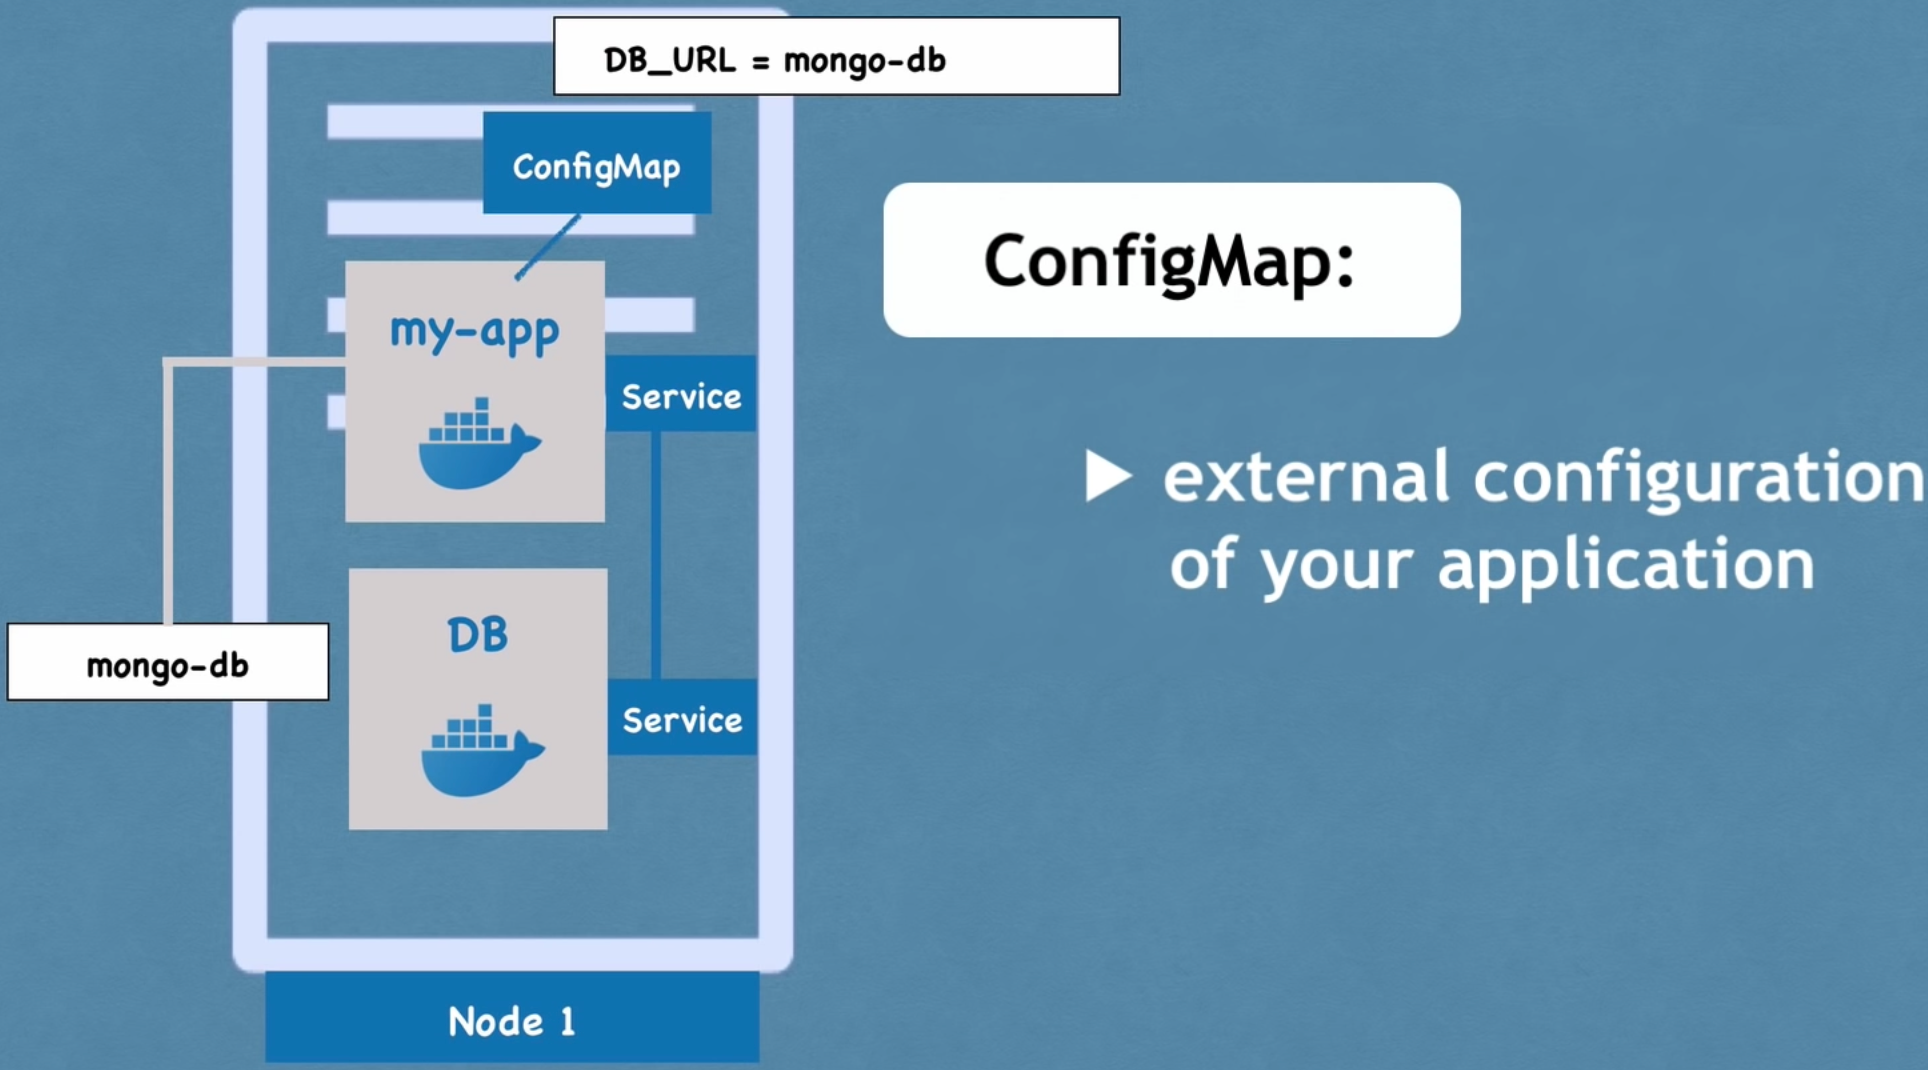 DB_URL = mongo-db
ConfigMap
ConfigMap:
my-app
Service
external configuration
of your application
DB
mongo-db
Service
Node 1